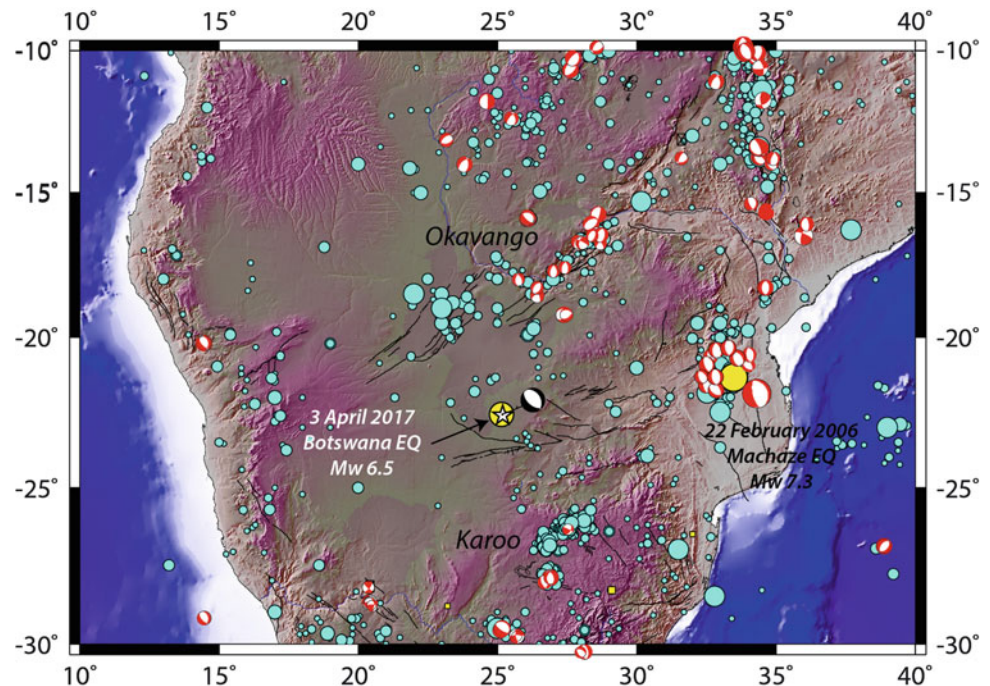 10° 15° 20° 25° 30° 35° 40°
-10° -10°
-15° -15°
Okavango
-20° -20°
3 April 2017
Botswana EQ
Mw 6.5
22 February 2006
Machaze EQ
Mw 7.3
-25° -25°
Karoo
-30° -30°
10° 15° 20° 25° 30° 35° 40°